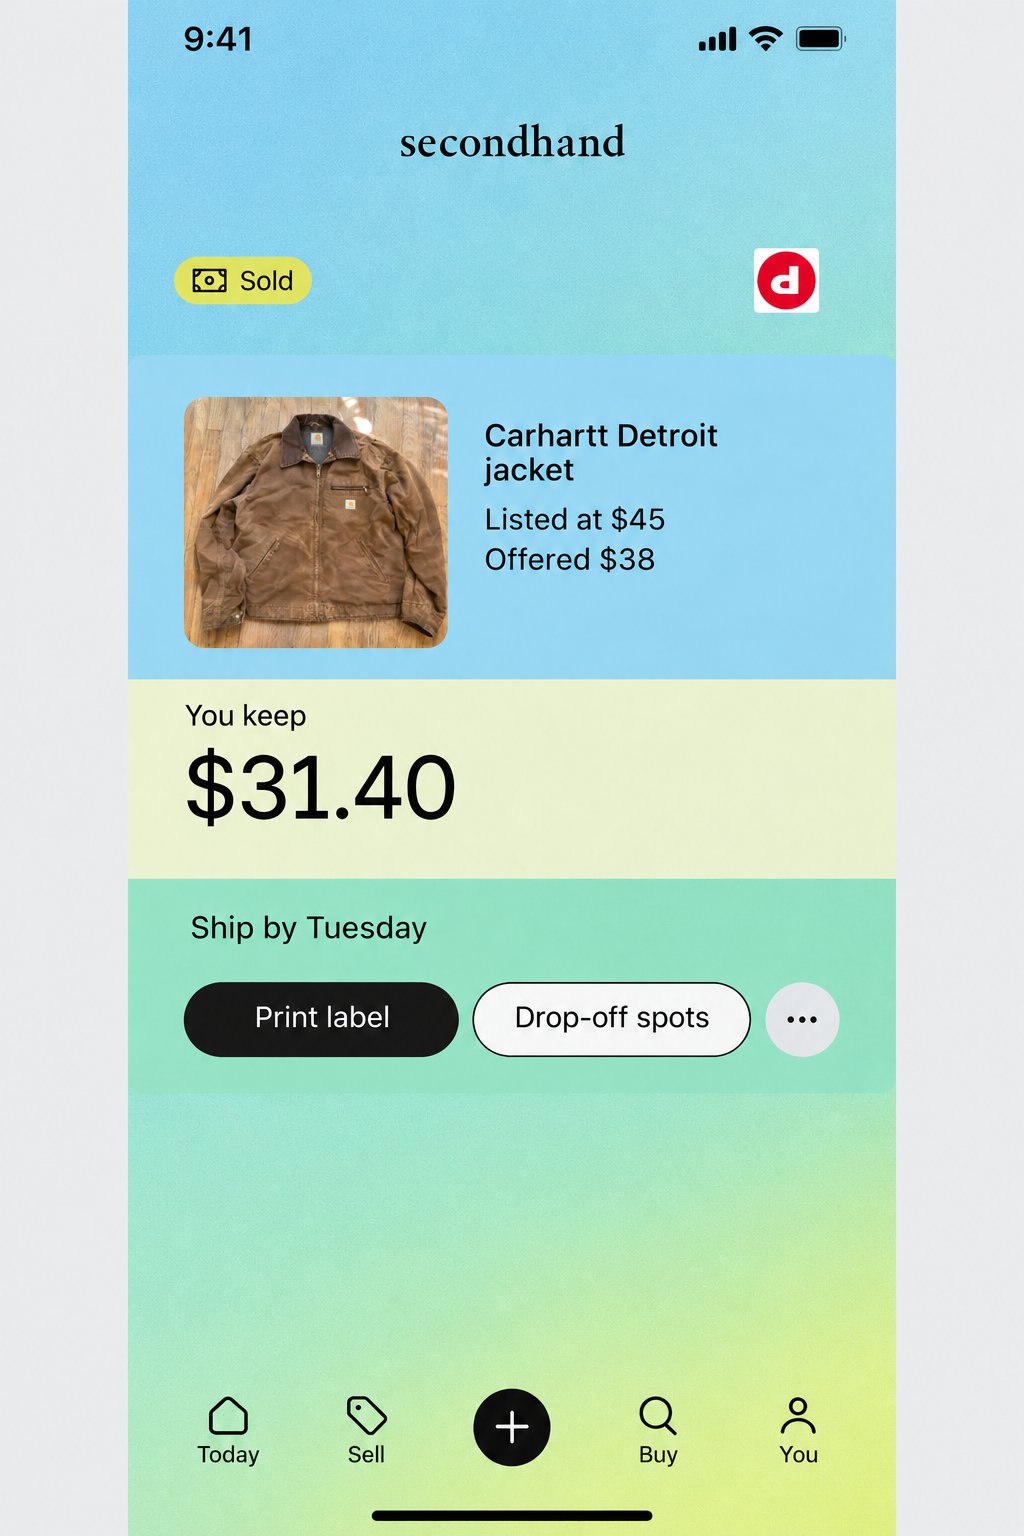 9:41
secondhand
Sold
d
Carhartt Detroit
jacket
Listed at $45
Offered $38
You keep
$31.40
Ship by Tuesday
Print label
Drop-off spots
Today
Sell
Buy
You